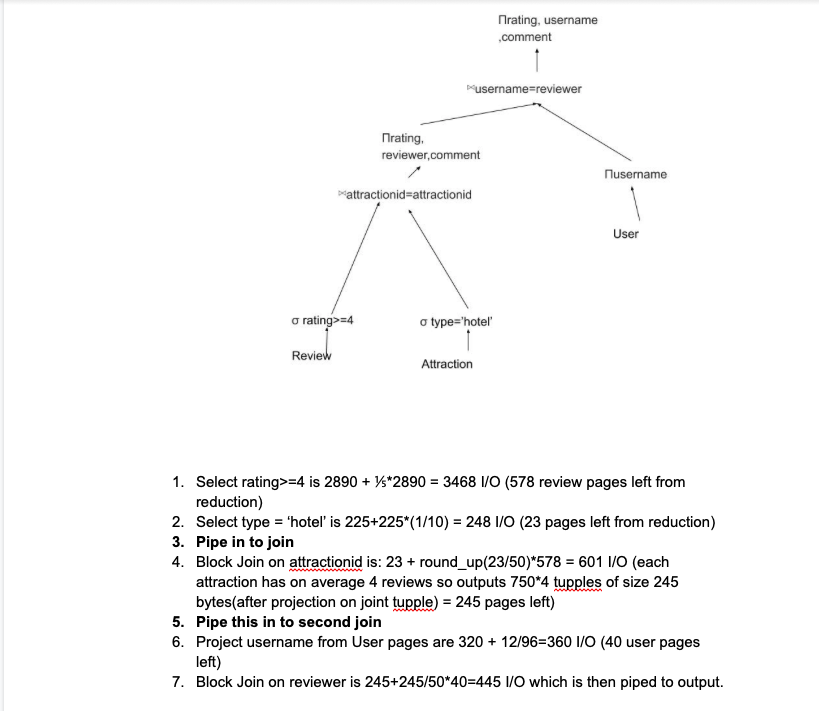 Πrating, username
,comment
⋈username=reviewer
Πrating,
reviewer,comment
Πusername
⋈attractionid=attractionid
User
σ rating>=4
σ type='hotel'
Review
Attraction
1. Select rating>=4 is 2890 + ⅕*2890 = 3468 I/O (578 review pages left from
reduction)
2. Select type = ‘hotel’ is 225+225*(1/10) = 248 I/O (23 pages left from reduction)
3. Pipe in to join
4. Block Join on attractionid is: 23 + round_up(23/50)*578 = 601 I/O (each
attraction has on average 4 reviews so outputs 750*4 tupples of size 245
bytes(after projection on joint tupple) = 245 pages left)
5. Pipe this in to second join
6. Project username from User pages are 320 + 12/96=360 I/O (40 user pages
left)
7. Block Join on reviewer is 245+245/50*40=445 I/O which is then piped to output.